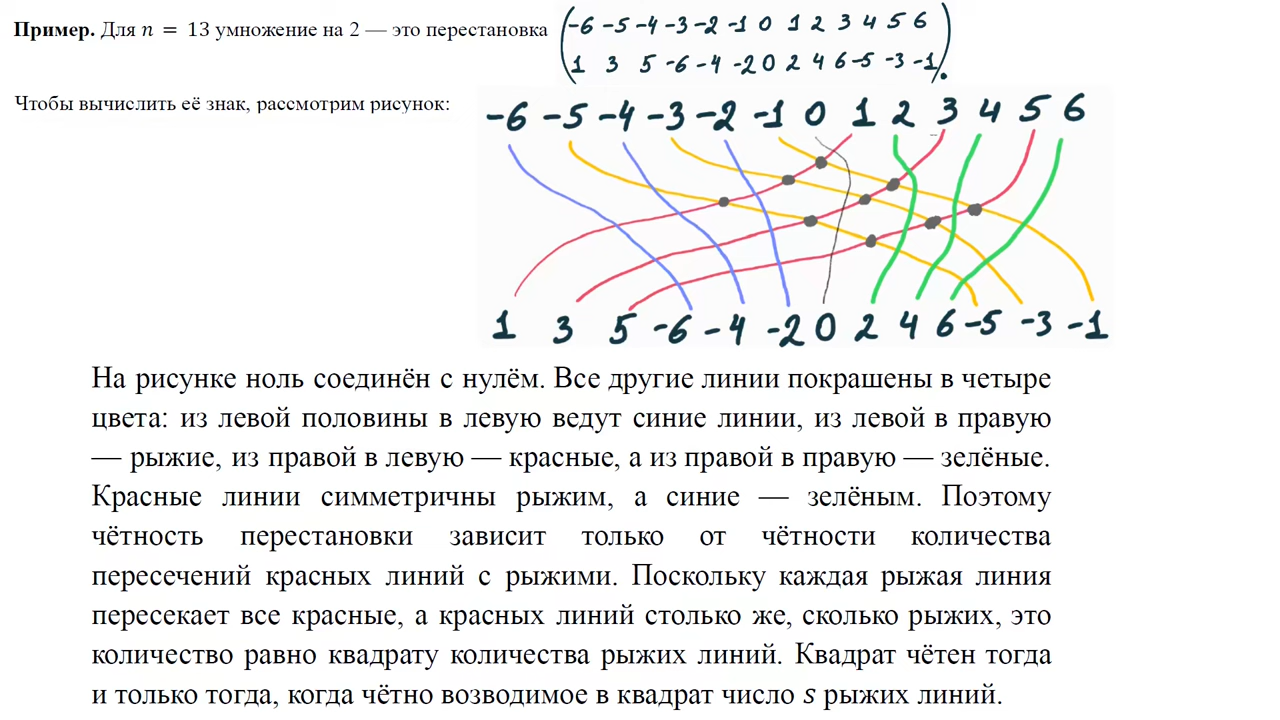 Пример. Для n = 13 умножение на 2 — это перестановка
-6 -5 -4 -3 -2 -1 0 1 2 3 4 5 6
1 3 5 -6 -4 -2 0 2 4 6 -5 -3 -1.
Чтобы вычислить её знак, рассмотрим рисунок:
-6 -5 -4 -3 -2 -1 0 1 2 3 4 5 6
1 3 5 -6 -4 -2 0 2 4 6 -5 -3 -1
На рисунке ноль соединён с нулём. Все другие линии покрашены в четыре
цвета: из левой половины в левую ведут синие линии, из левой в правую
— рыжие, из правой в левую — красные, а из правой в правую — зелёные.
Красные линии симметричны рыжим, а синие — зелёным. Поэтому
чётность перестановки зависит только от чётности количества
пересечений красных линий с рыжими. Поскольку каждая рыжая линия
пересекает все красные, а красных линий столько же, сколько рыжих, это
количество равно квадрату количества рыжих линий. Квадрат чётен тогда
и только тогда, когда чётно возводимое в квадрат число s рыжих линий.